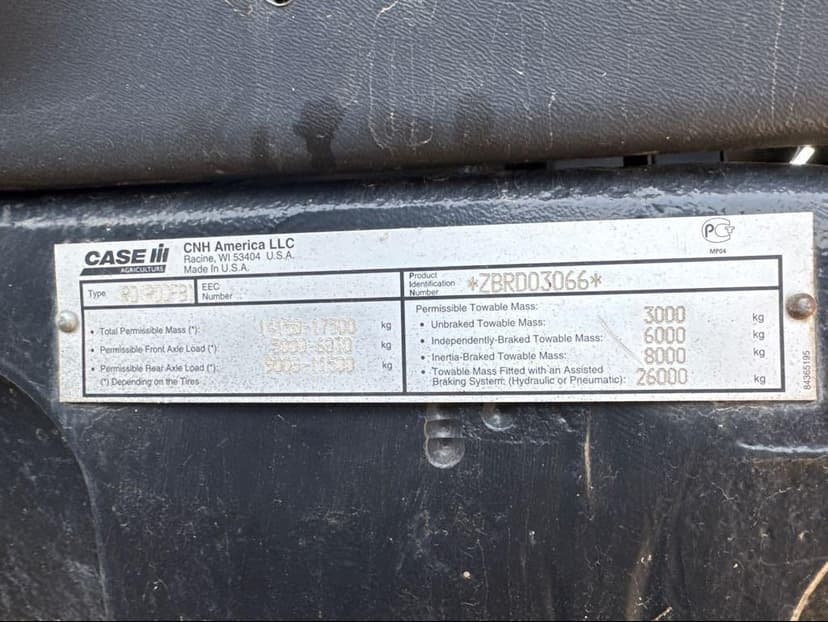 CASE IH
AGRICULTURE
CNH America LLC
Racine, WI 53404 U.S.A.
Made in U.S.A.
PCT
MP04
Type
EEC Number
Product Identification Number
*ZBRD03066*
• Total Permissible Mass (*): kg
• Permissible Front Axle Load (*): kg
• Permissible Rear Axle Load (*): kg
(*) Depending on the Tires
Permissible Towable Mass:
• Unbraked Towable Mass: 3000 kg
• Independently-Braked Towable Mass: 6000 kg
• Inertia-Braked Towable Mass: 8000 kg
• Towable Mass Fitted with an Assisted
Braking System: (Hydraulic or Pneumatic): 26000 kg
84365195